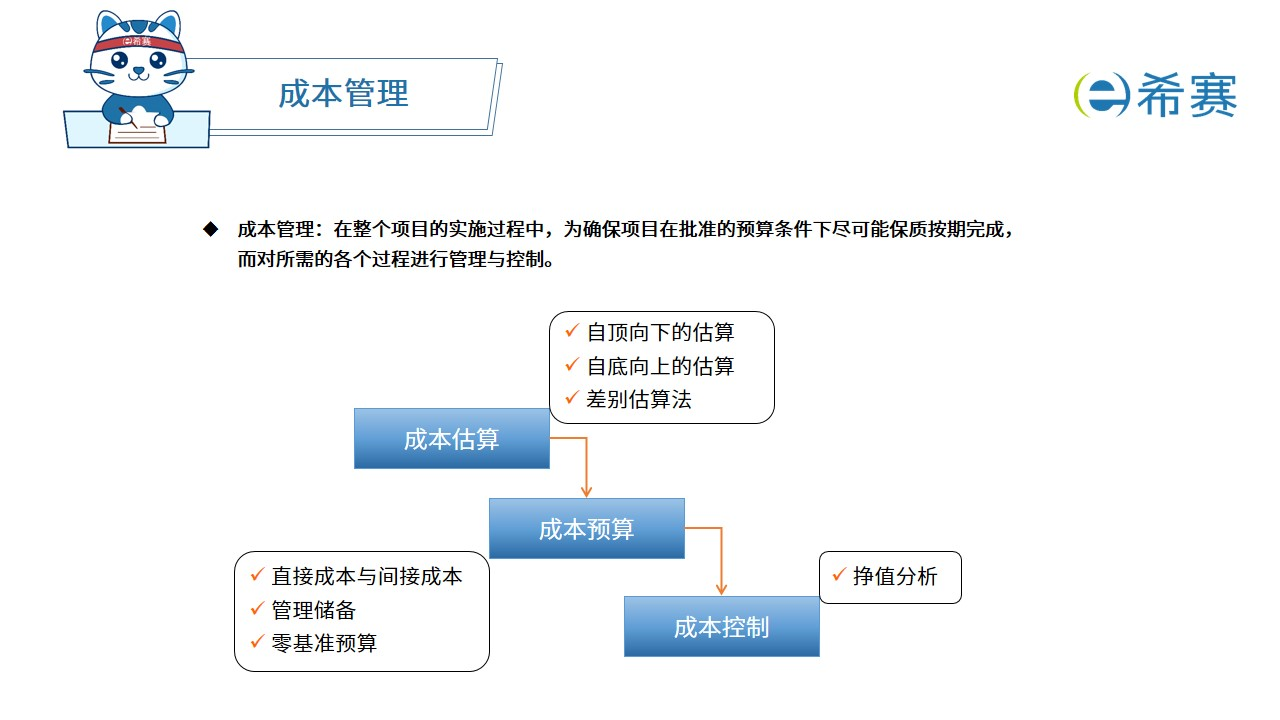 希赛
成本管理
希赛
成本管理：在整个项目的实施过程中，为确保项目在批准的预算条件下尽可能保质按期完成，
而对所需的各个过程进行管理与控制。
自顶向下的估算
自底向上的估算
差别估算法
成本估算
成本预算
直接成本与间接成本
管理储备
零基准预算
挣值分析
成本控制